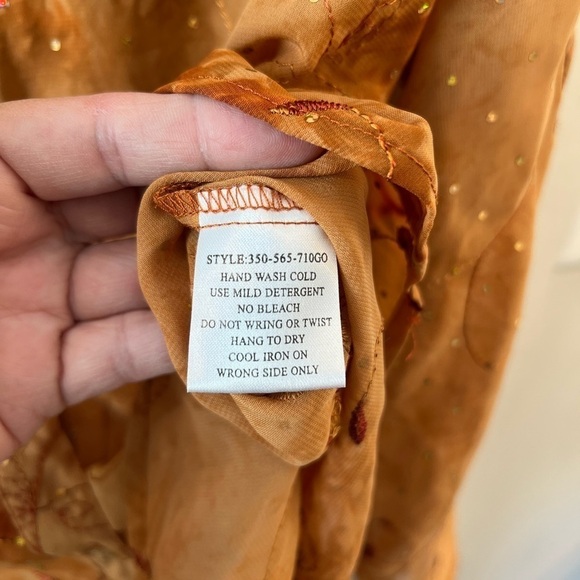 STYLE:350-565-710GO
HAND WASH COLD
USE MILD DETERGENT
NO BLEACH
DO NOT WRING OR TWIST
HANG TO DRY
COOL IRON ON
WRONG SIDE ONLY